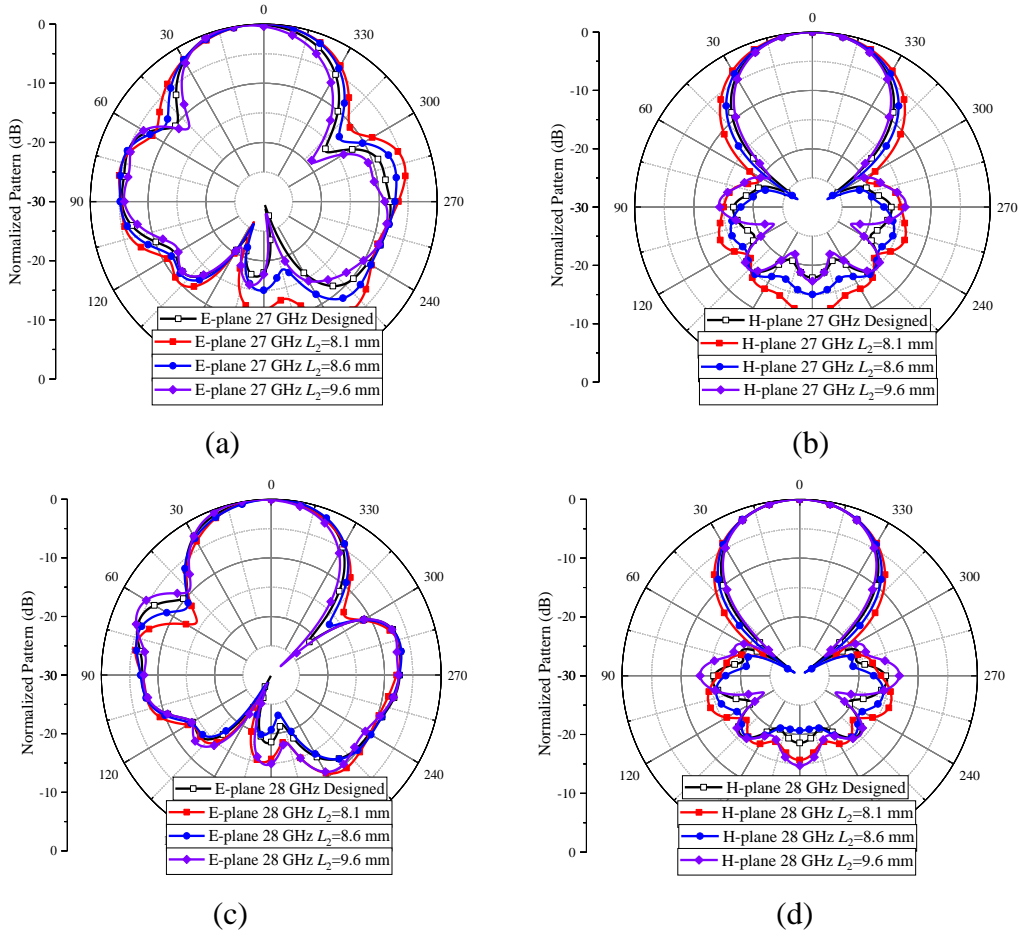 0
30
330
60
300
90
270
120
240
0
-10
-20
-30
-20
-10
0
Normalized Pattern (dB)
E-plane 27 GHz Designed
E-plane 27 GHz L2=8.1 mm
E-plane 27 GHz L2=8.6 mm
E-plane 27 GHz L2=9.6 mm
(a)
0
30
330
60
300
90
270
120
240
0
-10
-20
-30
-20
-10
0
Normalized Pattern (dB)
H-plane 27 GHz Designed
H-plane 27 GHz L2=8.1 mm
H-plane 27 GHz L2=8.6 mm
H-plane 27 GHz L2=9.6 mm
(b)
0
30
330
60
300
90
270
120
240
0
-10
-20
-30
-20
-10
0
Normalized Pattern (dB)
E-plane 28 GHz Designed
E-plane 28 GHz L2=8.1 mm
E-plane 28 GHz L2=8.6 mm
E-plane 28 GHz L2=9.6 mm
(c)
0
30
330
60
300
90
270
120
240
0
-10
-20
-30
-20
-10
0
Normalized Pattern (dB)
H-plane 28 GHz Designed
H-plane 28 GHz L2=8.1 mm
H-plane 28 GHz L2=8.6 mm
H-plane 28 GHz L2=9.6 mm
(d)